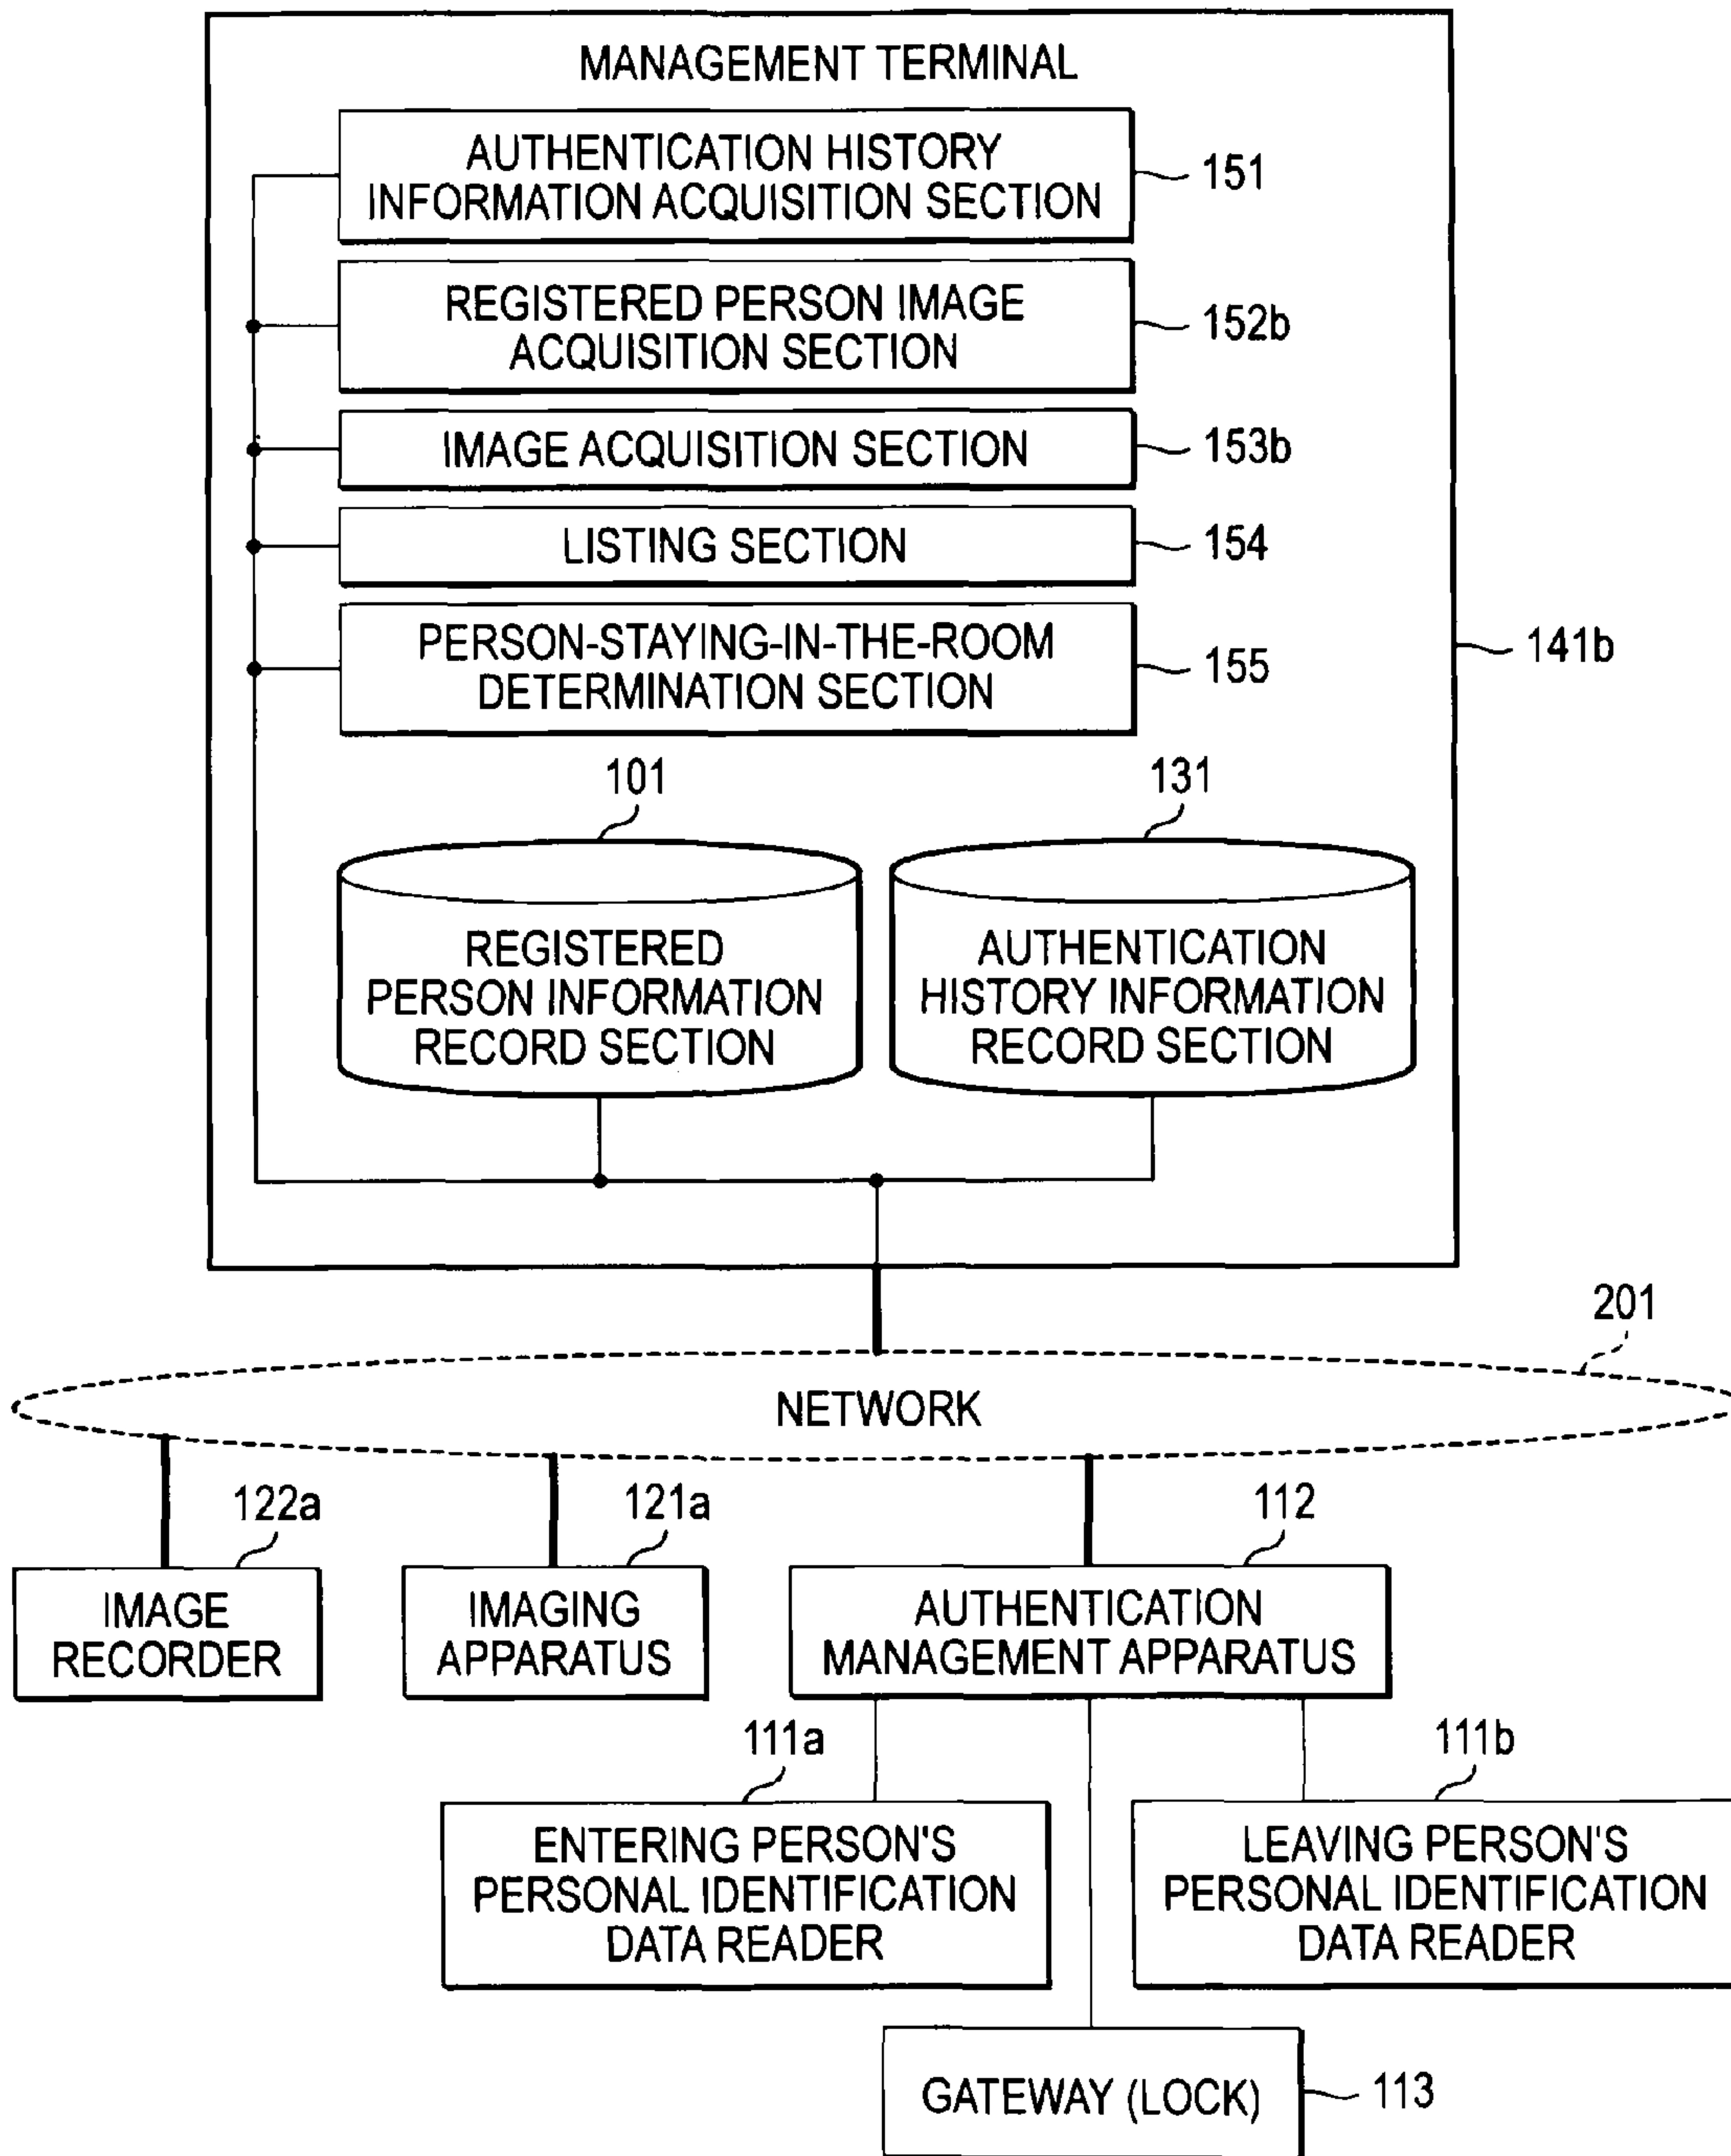 MANAGEMENT TERMINAL
AUTHENTICATION HISTORY
INFORMATION ACQUISITION SECTION
151
REGISTERED PERSON IMAGE
ACQUISITION SECTION
152b
IMAGE ACQUISITION SECTION
153b
LISTING SECTION
154
PERSON-STAYING-IN-THE-ROOM
DETERMINATION SECTION
155
141b
101
131
REGISTERED
PERSON INFORMATION
RECORD SECTION
AUTHENTICATION
HISTORY INFORMATION
RECORD SECTION
201
NETWORK
122a
121a
112
IMAGE
RECORDER
IMAGING
APPARATUS
AUTHENTICATION
MANAGEMENT APPARATUS
111a
111b
ENTERING PERSON'S
PERSONAL IDENTIFICATION
DATA READER
LEAVING PERSON'S
PERSONAL IDENTIFICATION
DATA READER
GATEWAY (LOCK)
113